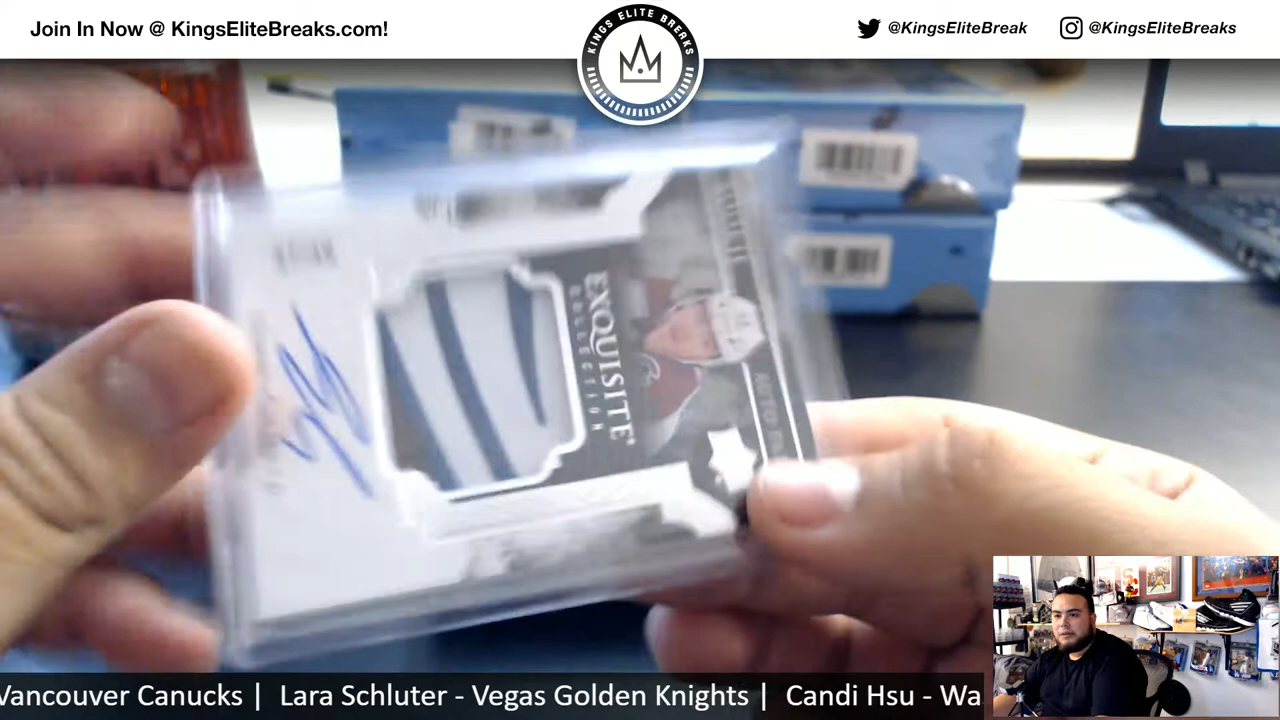 Join In Now @ KingsEliteBreaks.com!
KINGS ELITE BREAKS
@KingsEliteBreak
@KingsEliteBreaks
EXQUISITE
COLLECTION
Vancouver Canucks | Lara Schluter - Vegas Golden Knights | Candi Hsu - Wa